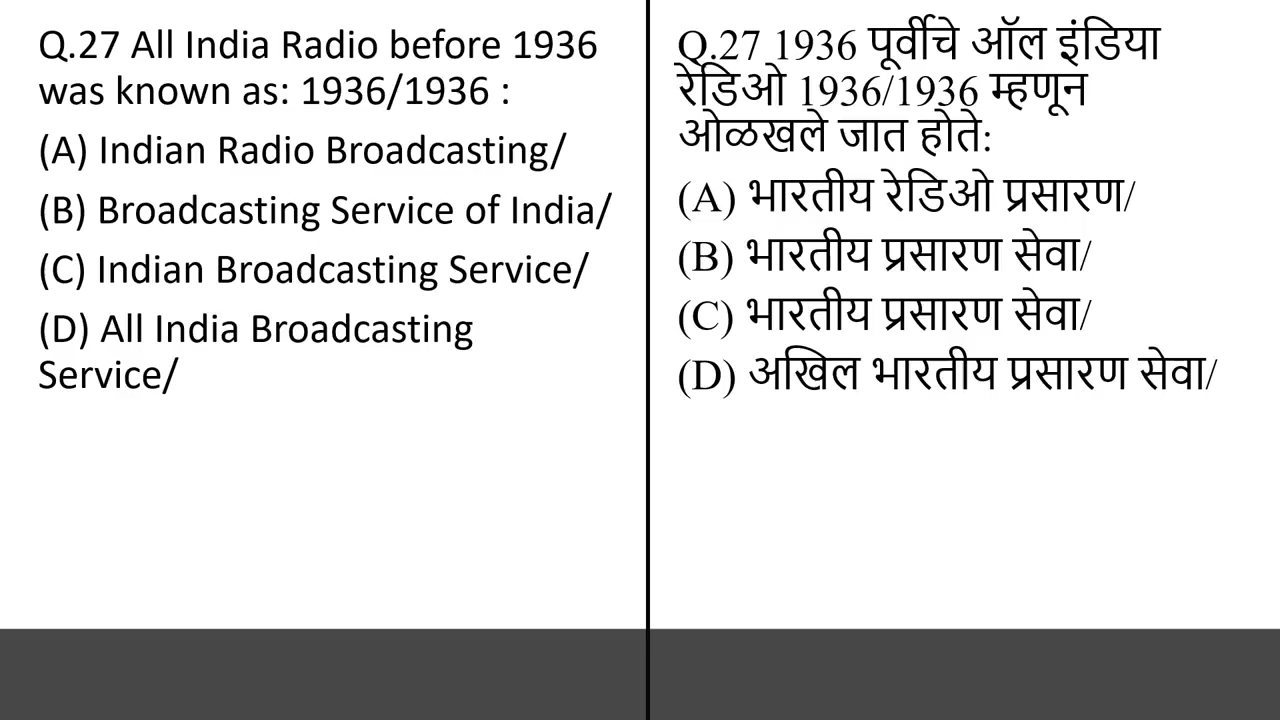 Q.27 All India Radio before 1936
was known as: 1936/1936 :
(A) Indian Radio Broadcasting/
(B) Broadcasting Service of India/
(C) Indian Broadcasting Service/
(D) All India Broadcasting
Service/
Q.27 1936 पूर्वीचे ऑल इंडिया
रेडिओ 1936/1936 म्हणून
ओळखले जात होते:
(A) भारतीय रेडिओ प्रसारण/
(B) भारतीय प्रसारण सेवा/
(C) भारतीय प्रसारण सेवा/
(D) अखिल भारतीय प्रसारण सेवा/